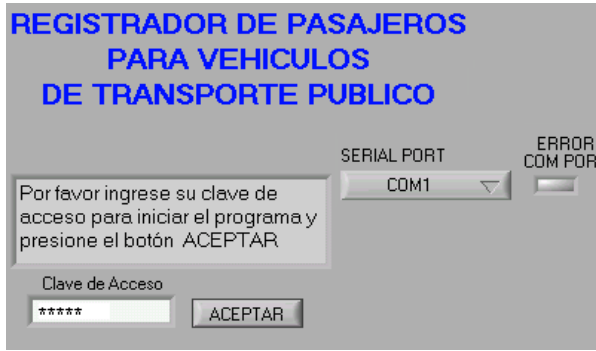 REGISTRADOR DE PASAJEROS
PARA VEHICULOS
DE TRANSPORTE PUBLICO
SERIAL PORT
COM1
ERROR
COM POR
Por favor ingrese su clave de
acceso para iniciar el programa y
presione el botón ACEPTAR
Clave de Acceso
*****
ACEPTAR